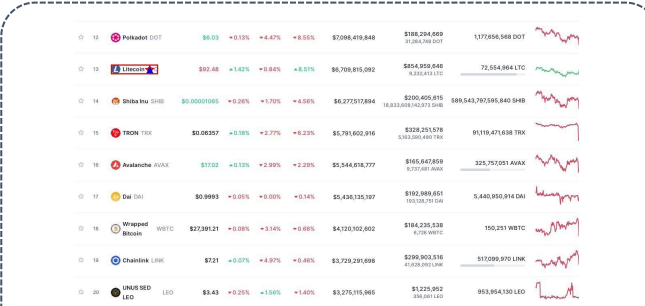 12 Polkadot DOT $6.03 0.13% 4.47% 8.55% $7,098,419,848 $188,294,669 1,177,656,568 DOT
31,284,749 DOT
13 Litecoin $92.48 1.42% 0.84% 8.51% $6,709,815,092 $854,959,646 72,554,964 LTC
9,232,413 LTC
14 Shiba Inu SHIB $0.00001065 0.26% 1.70% 4.56% $6,277,517,894 $200,405,615 589,543,797,595,840 SHIB
18,833,608,142,973 SHIB
15 TRON TRX $0.06357 0.18% 2.77% 6.23% $5,791,602,916 $328,251,578 91,119,471,638 TRX
5,163,590,490 TRX
16 Avalanche AVAX $17.02 0.13% 2.99% 2.29% $5,544,618,777 $165,647,859 325,757,051 AVAX
9,737,681 AVAX
17 Dai DAI $0.9993 0.05% 0.00% 0.14% $5,436,135,197 $192,989,651 5,440,950,914 DAI
193,128,751 DAI
18 Wrapped Bitcoin WBTC $27,391.21 0.08% 3.14% 0.68% $4,120,102,602 $184,235,538 150,251 WBTC
6,726 WBTC
19 Chainlink LINK $7.21 0.07% 4.97% 0.46% $3,729,291,698 $299,903,516 517,099,970 LINK
41,628,092 LINK
20 UNUS SED LEO LEO $3.43 0.25% 1.56% 1.40% $3,275,115,965 $1,225,952 953,954,130 LEO
356,061 LEO